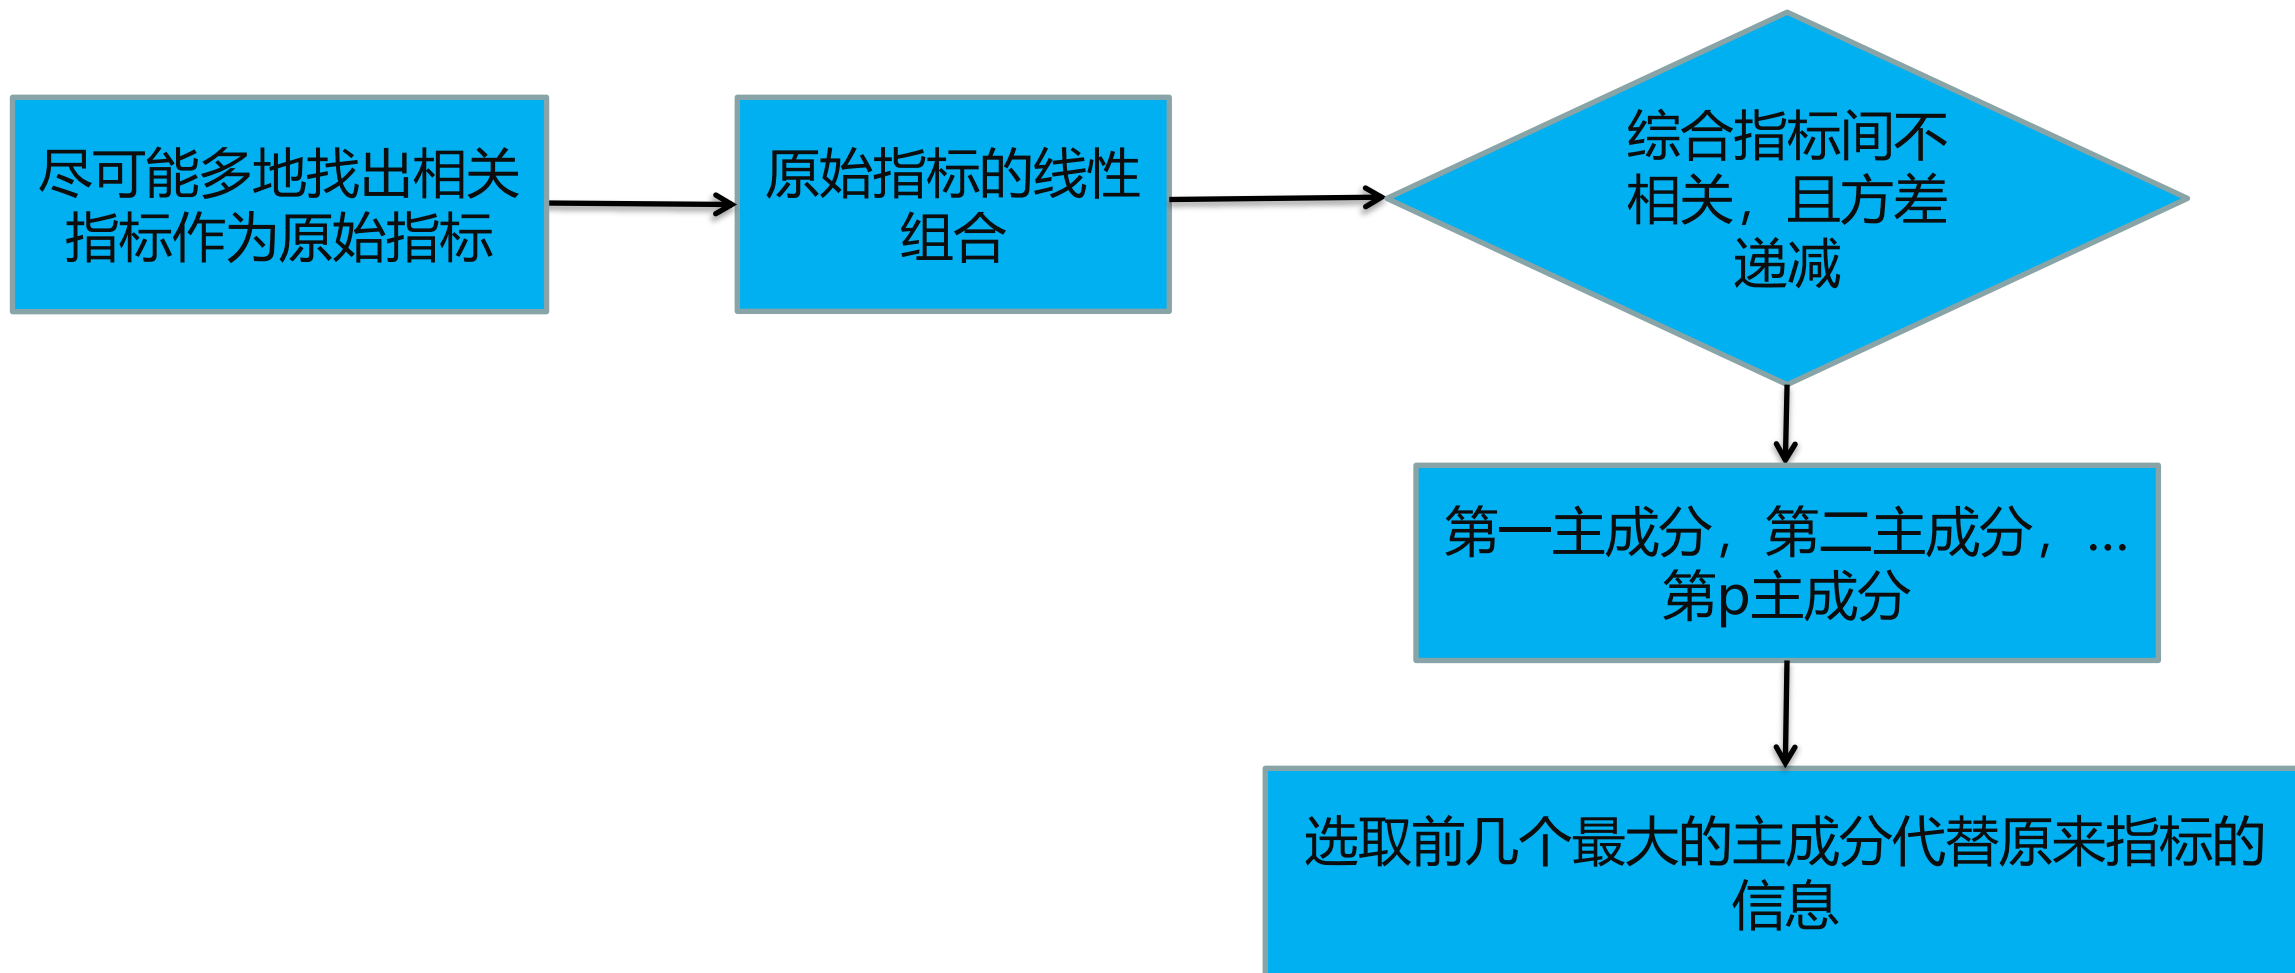 尽可能多地找出相关
指标作为原始指标
原始指标的线性
组合
综合指标间不
相关，且方差
递减
第一主成分，第二主成分，…
第p主成分
选取前几个最大的主成分代替原来指标的
信息